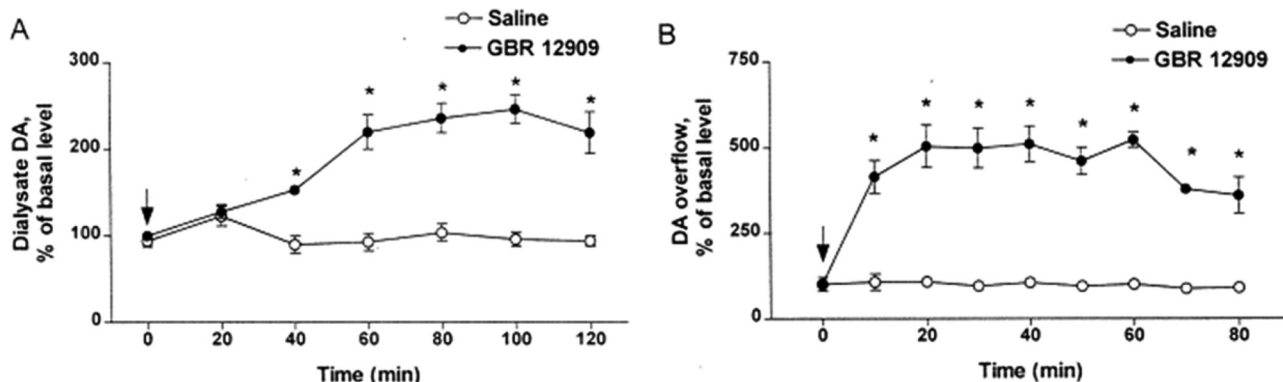 A
Saline
GBR 12909
Dialysate DA,
% of basal level
300
200
100
0
* * * * *
0 20 40 60 80 100 120
Time (min)
B
Saline
GBR 12909
DA overflow,
% of basal level
750
500
250
0
* * * * * * * *
0 20 40 60 80
Time (min)